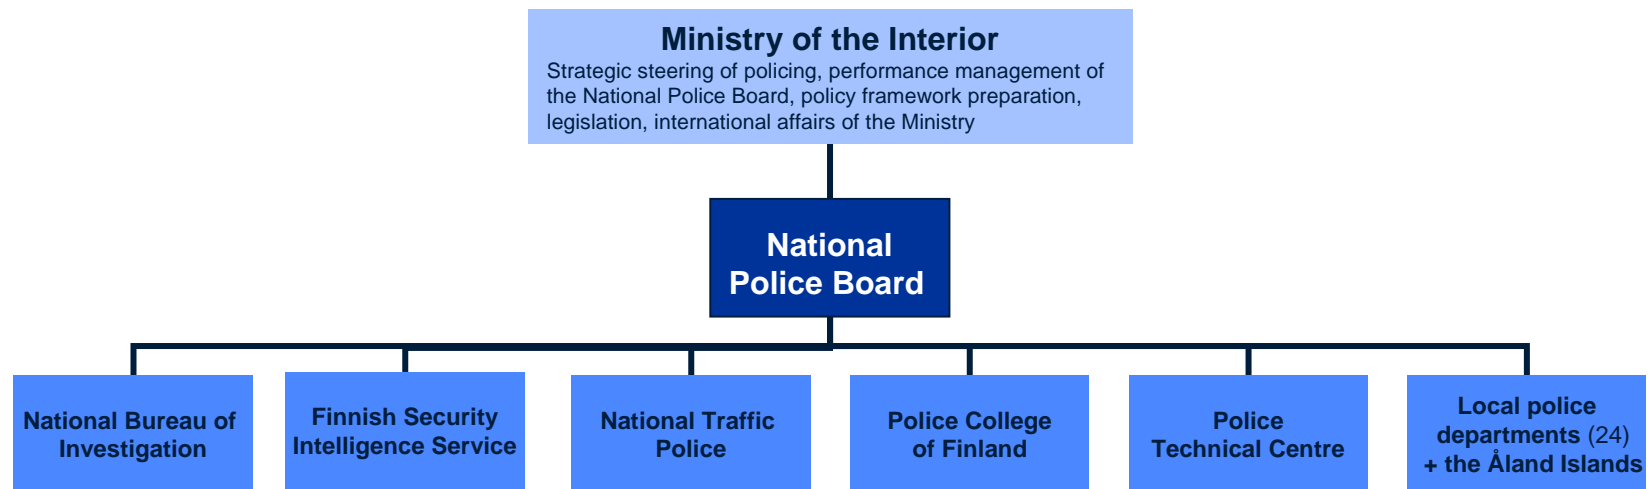 Ministry of the Interior
Strategic steering of policing, performance management of
the National Police Board, policy framework preparation,
legislation, international affairs of the Ministry
National
Police Board
National Bureau of
Investigation
Finnish Security
Intelligence Service
National Traffic
Police
Police College
of Finland
Police
Technical Centre
Local police
departments (24)
+ the Åland Islands